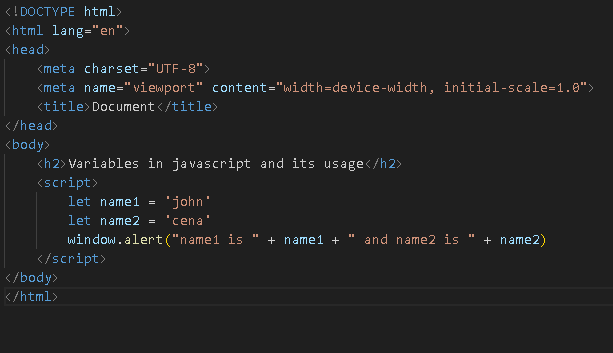 <!DOCTYPE html>
<html lang="en">
<head>
    <meta charset="UTF-8">
    <meta name="viewport" content="width=device-width, initial-scale=1.0">
    <title>Document</title>
</head>
<body>
    <h2>Variables in javascript and its usage</h2>
    <script>
        let name1 = 'john'
        let name2 = 'cena'
        window.alert("name1 is " + name1 + " and name2 is " + name2)
    </script>
</body>
</html>